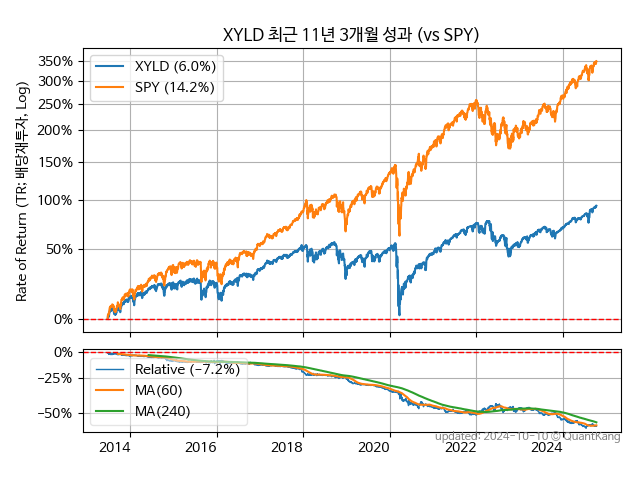 XYLD 최근 11년 3개월 성과 (vs SPY)
Rate of Return (TR; 배당재투자, Log)
350%
300%
250%
200%
150%
100%
50%
0%
XYLD (6.0%)
SPY (14.2%)
0%
−25%
−50%
Relative (−7.2%)
MA(60)
MA(240)
updated: 2024-10-10 © QuantKang
2014 2016 2018 2020 2022 2024